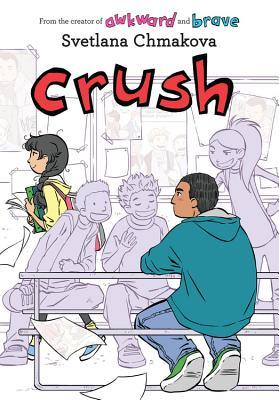 From the creator of awkward and brave
Svetlana Chmakova
crush